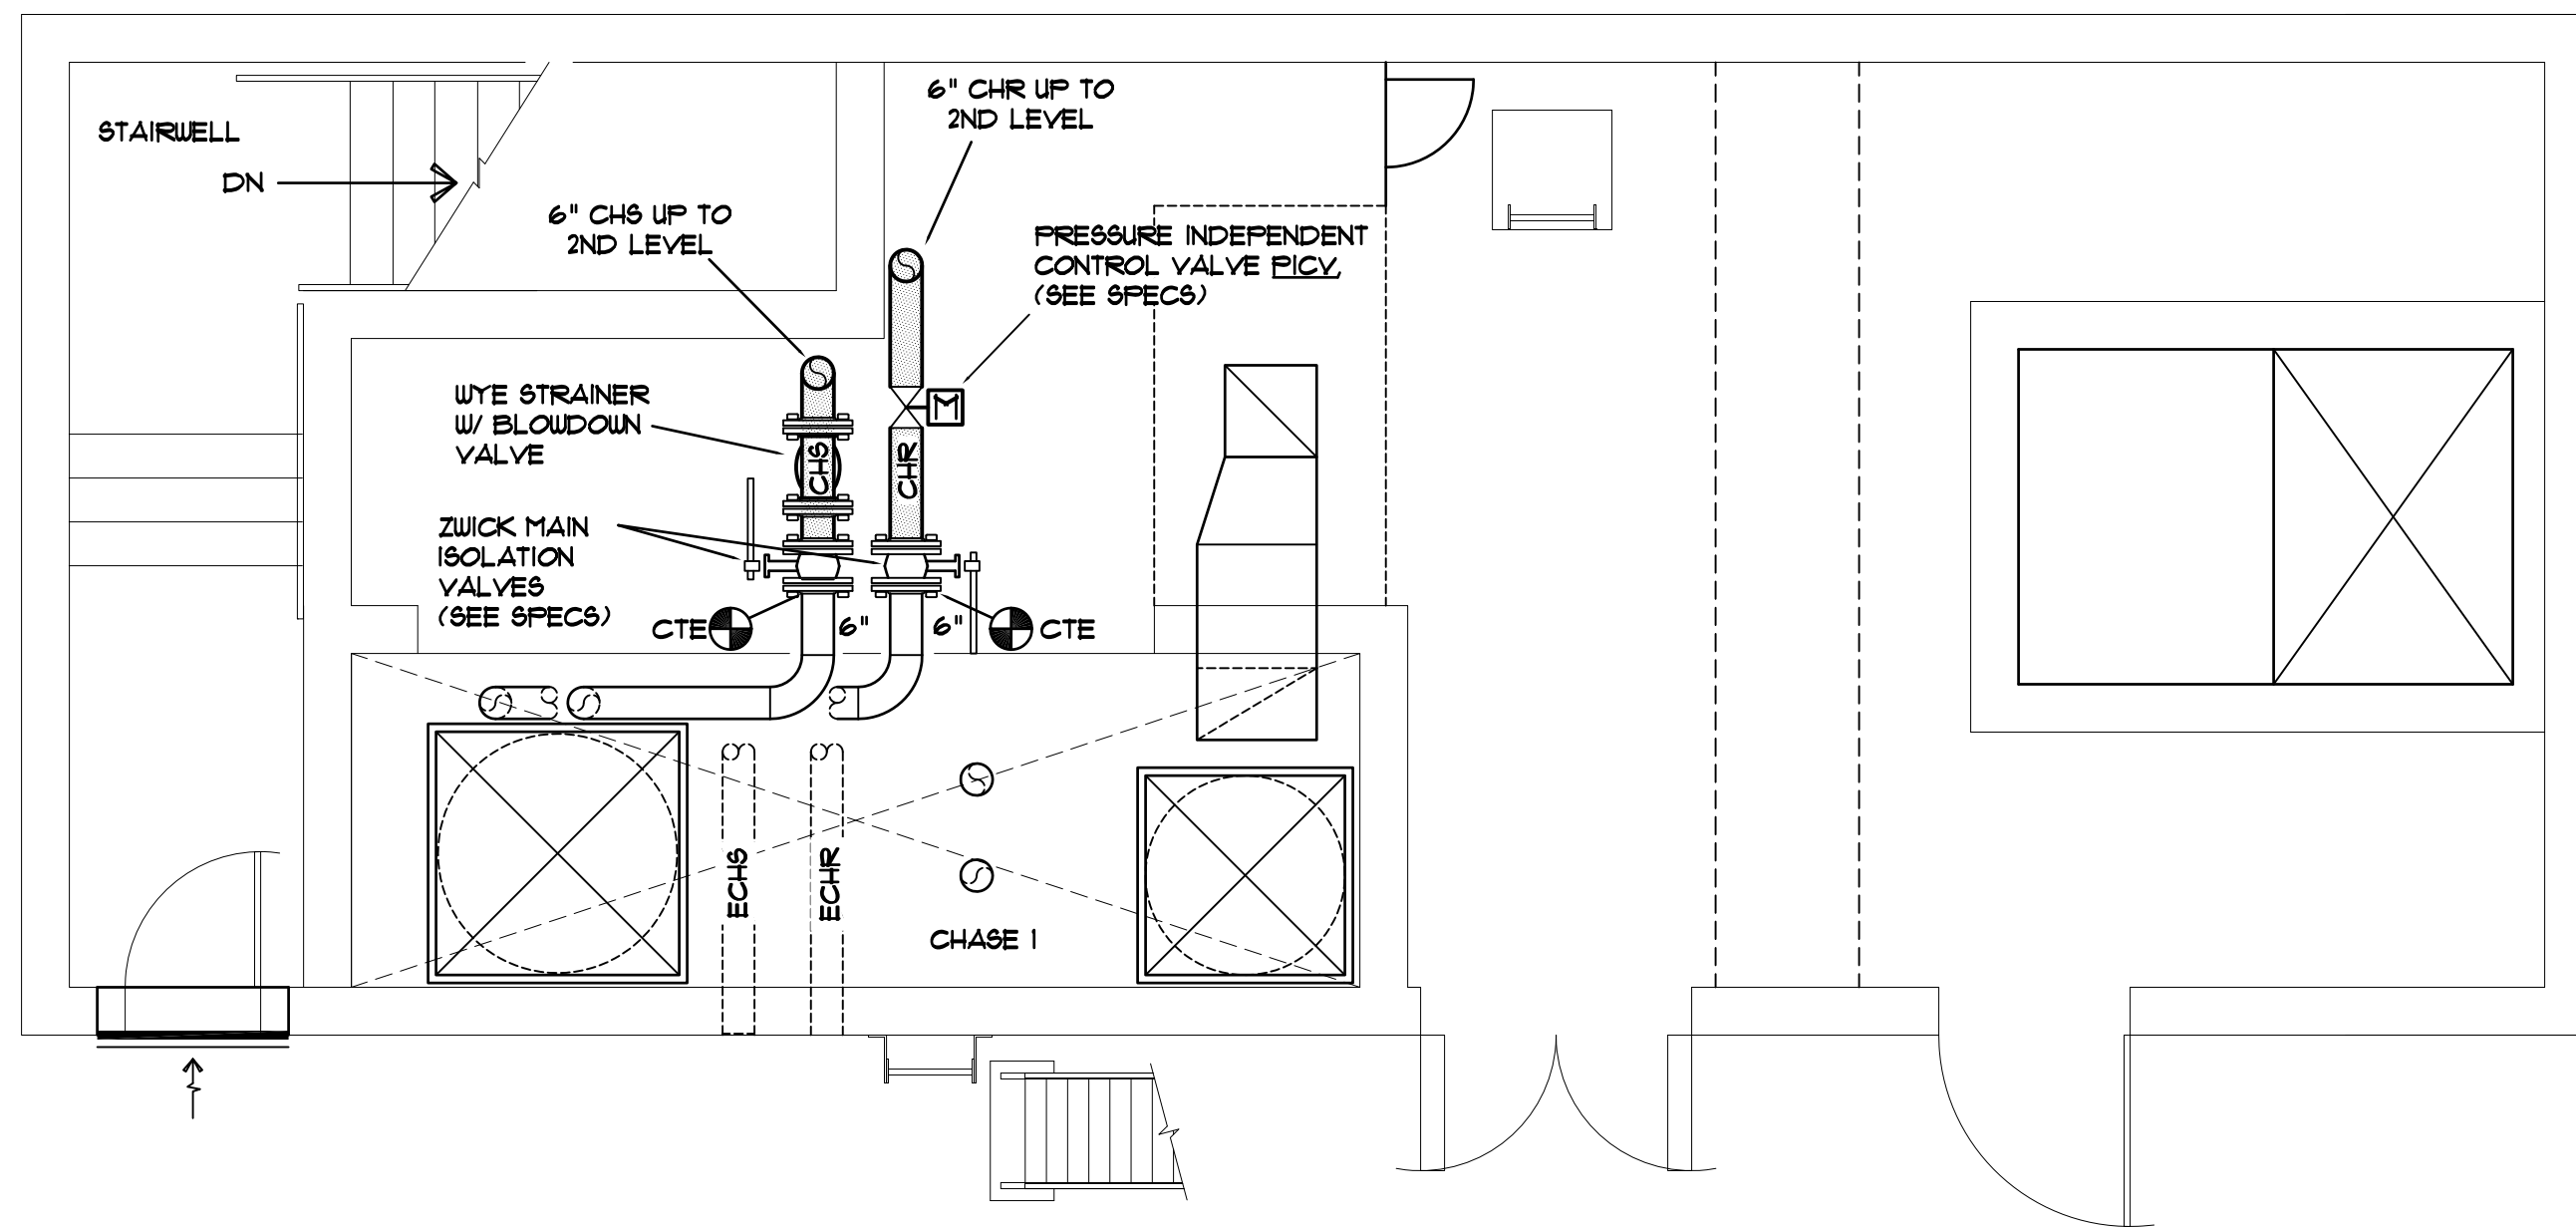 6" CHR UP TO
2ND LEVEL
STAIRWELL
DN
6" CHS UP TO
2ND LEVEL
PRESSURE INDEPENDENT
CONTROL VALVE PICV,
(SEE SPECS)
WYE STRAINER
W/ BLOWDOWN
VALVE
M
CHS
CHR
ZWICK MAIN
ISOLATION
VALVES
(SEE SPECS)
CTE
6"
6"
CTE
ECHS
ECHR
CHASE 1